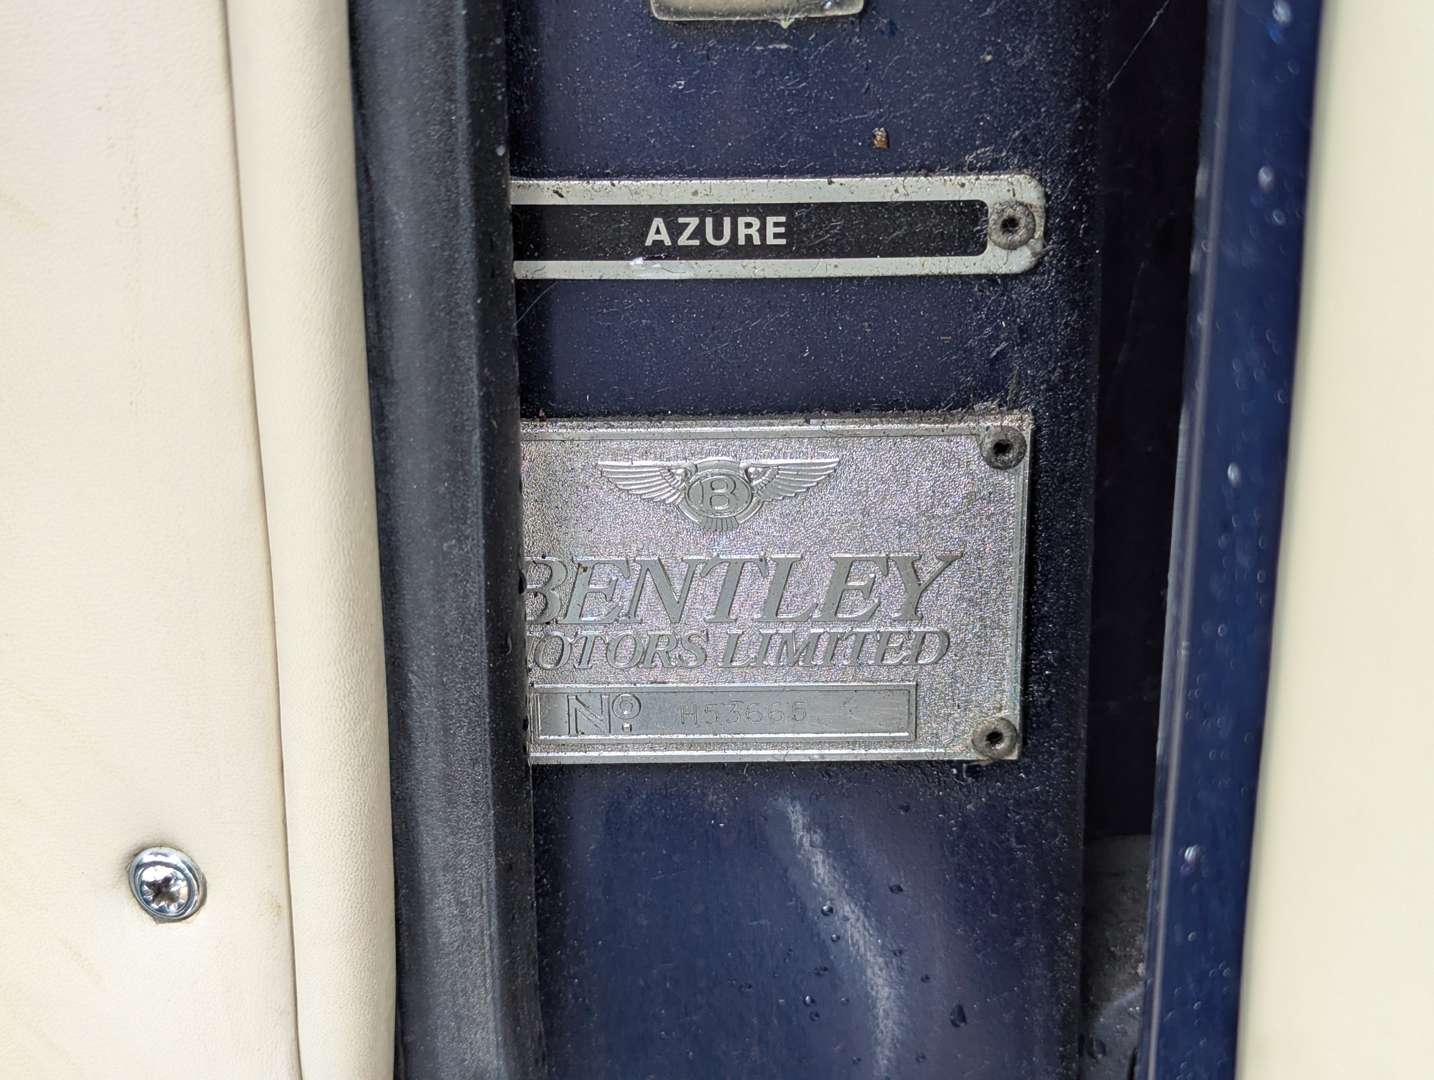 AZURE
B
BENTLEY
MOTORS LIMITED
Nº H53665